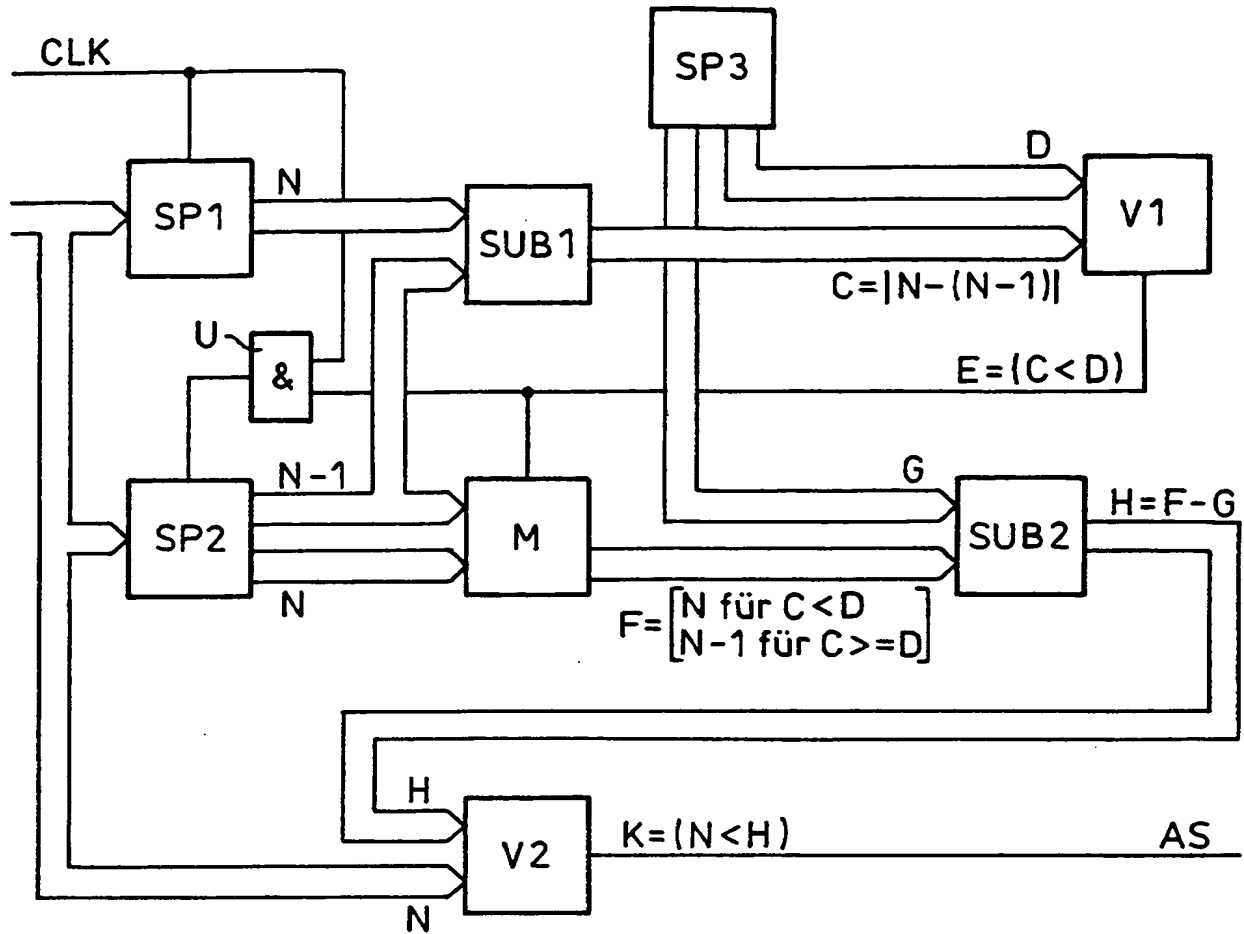 CLK
SP3
D
SP1
N
SUB1
V1
C=|N-(N-1)|
U
&
E=(C<D)
N-1
G
SP2
M
SUB2
H=F-G
N
F=[N für C<D
N-1 für C>=D]
H
V2
K=(N<H)
AS
N